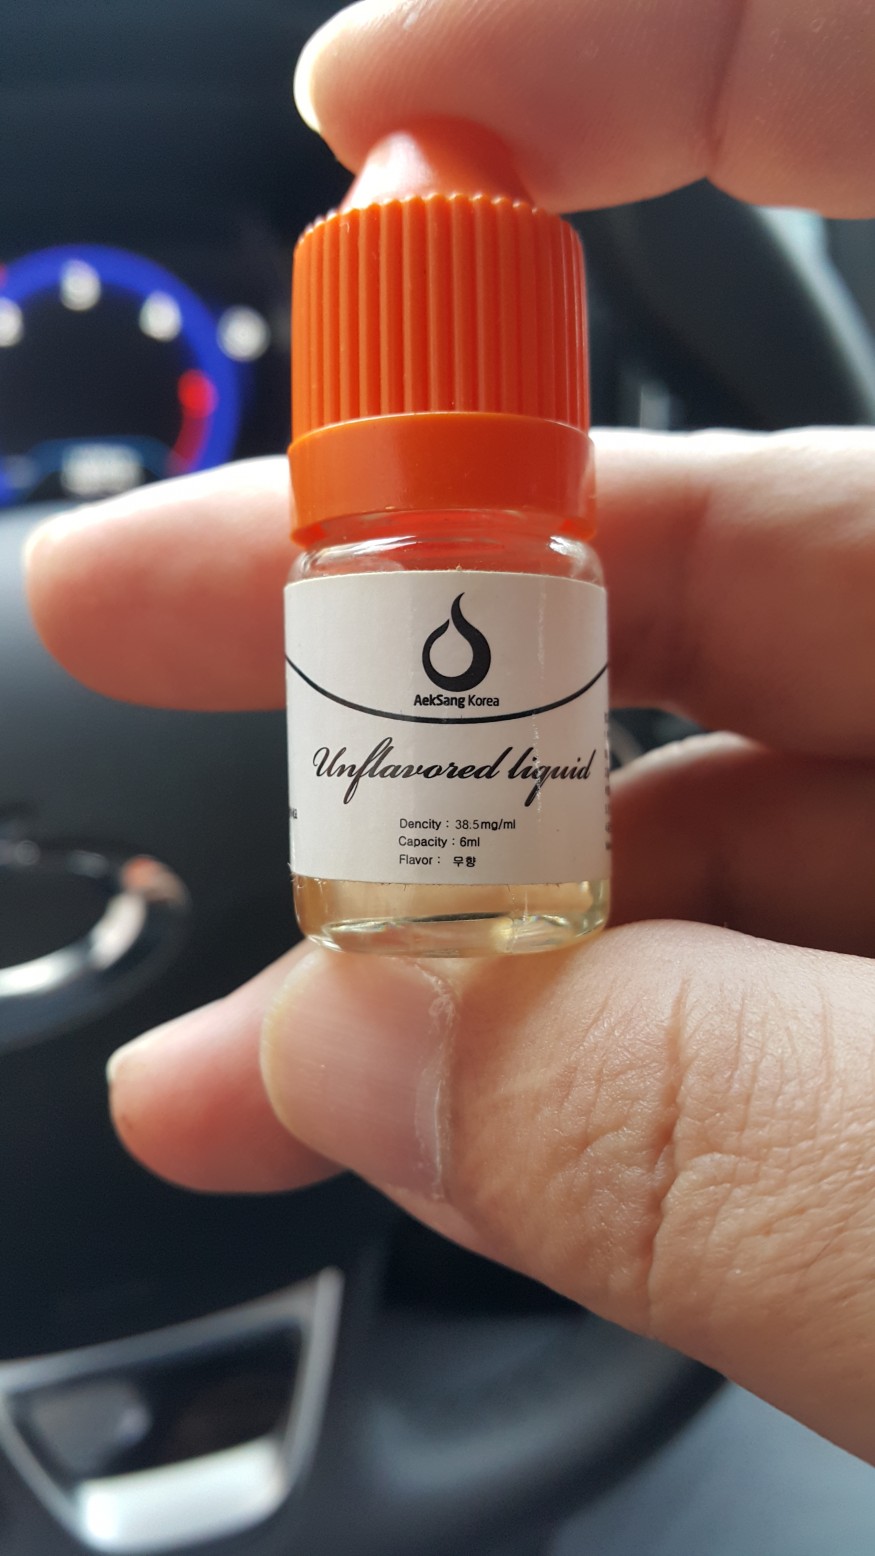 AekSang Korea
Unflavored liquid
Dencity : 38.5mg/ml
Capacity : 6ml
Flavor : 무향